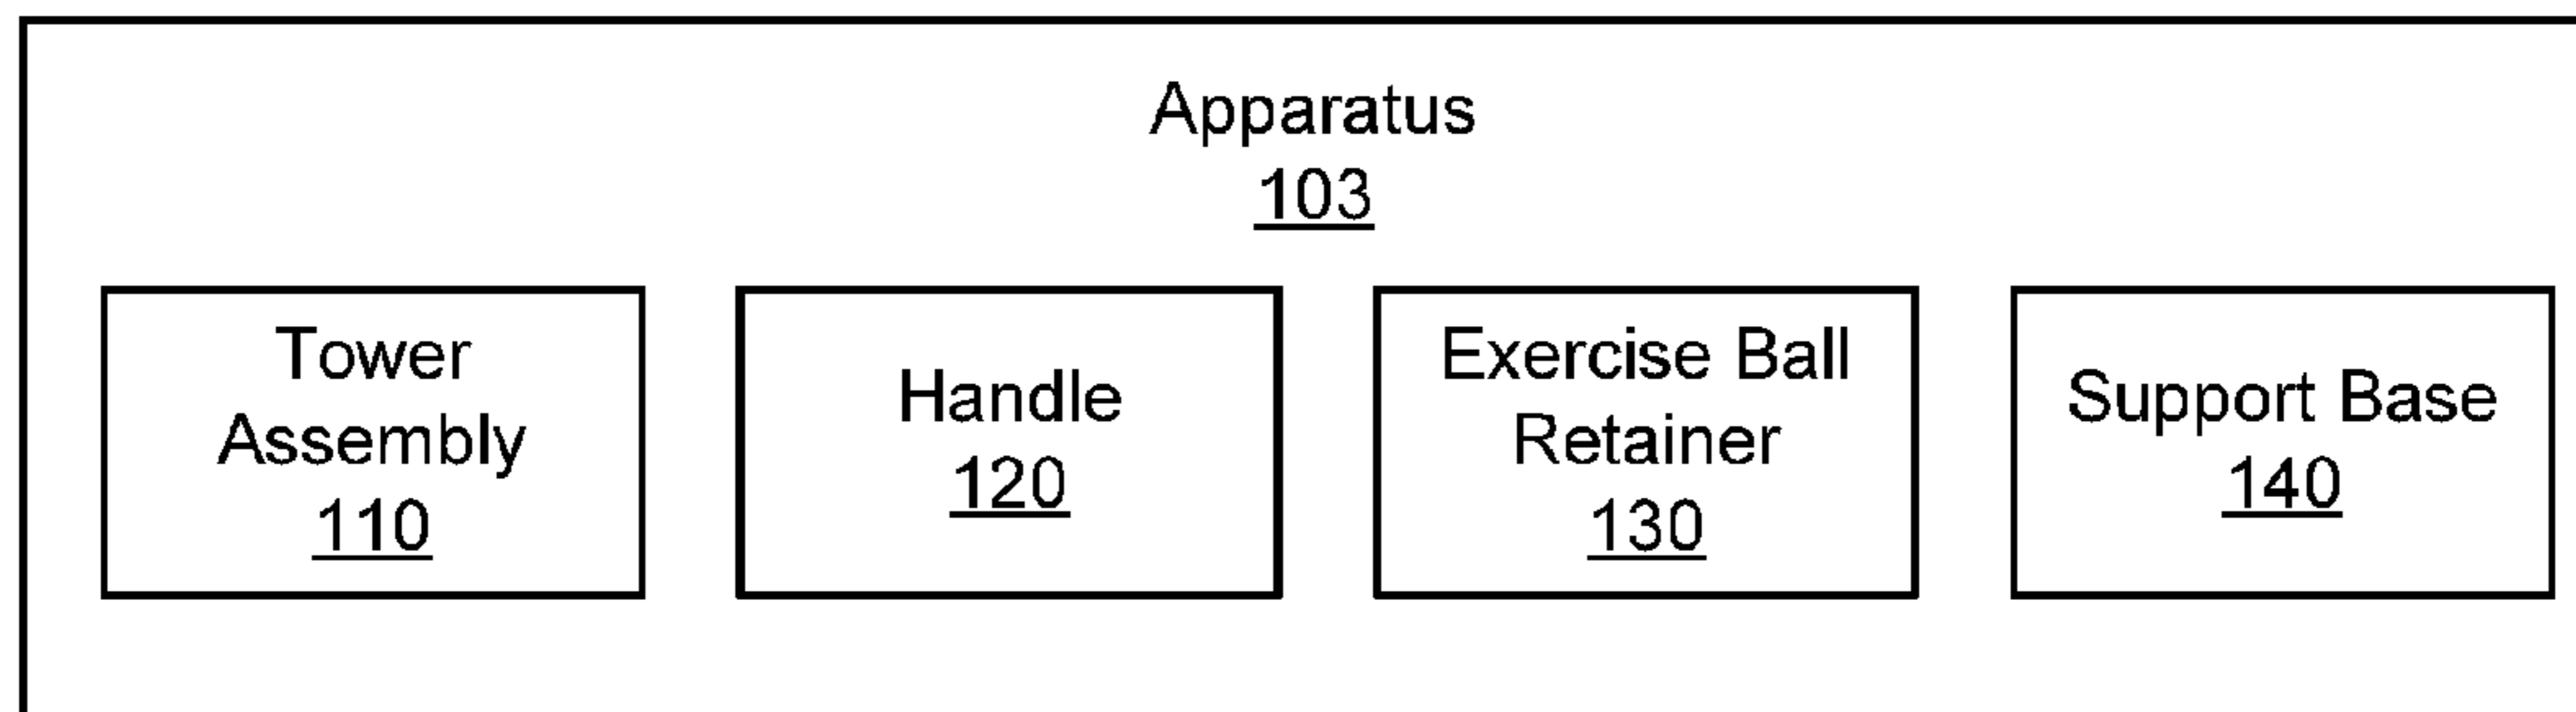 Apparatus
103
Tower
Assembly
110
Handle
120
Exercise Ball
Retainer
130
Support Base
140